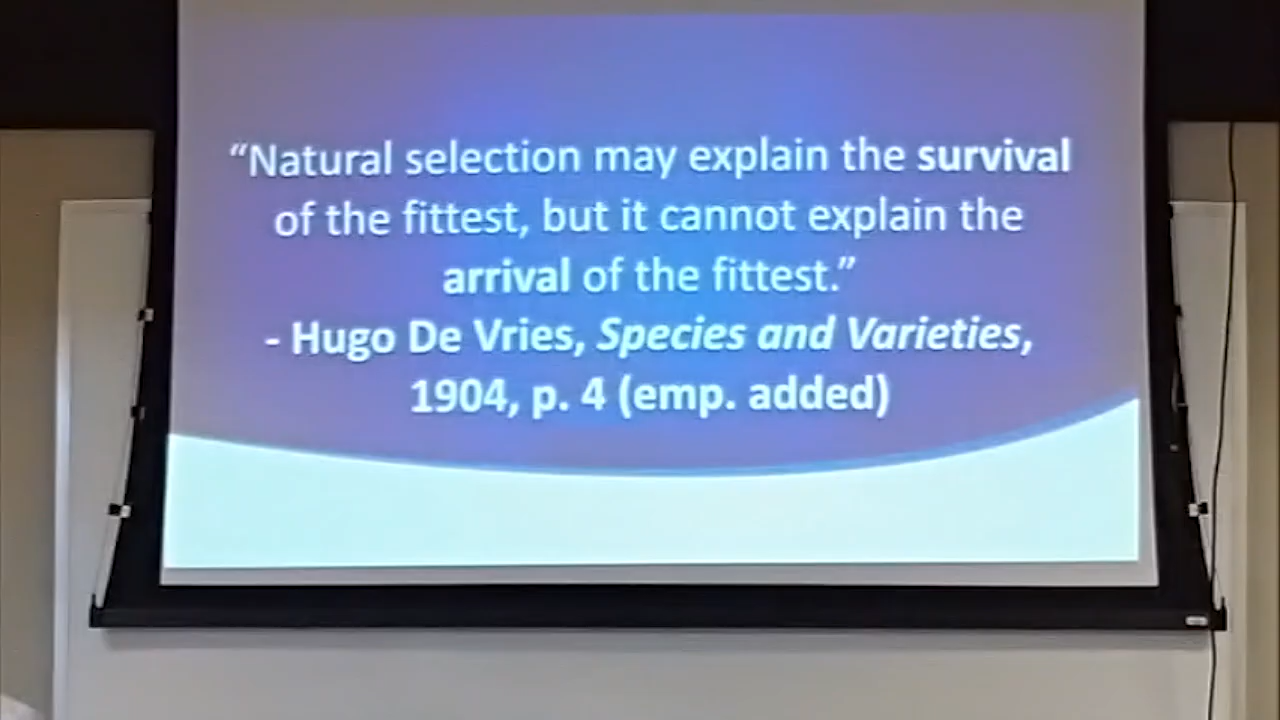 “Natural selection may explain the survival
of the fittest, but it cannot explain the
arrival of the fittest.”
- Hugo De Vries, Species and Varieties,
1904, p. 4 (emp. added)